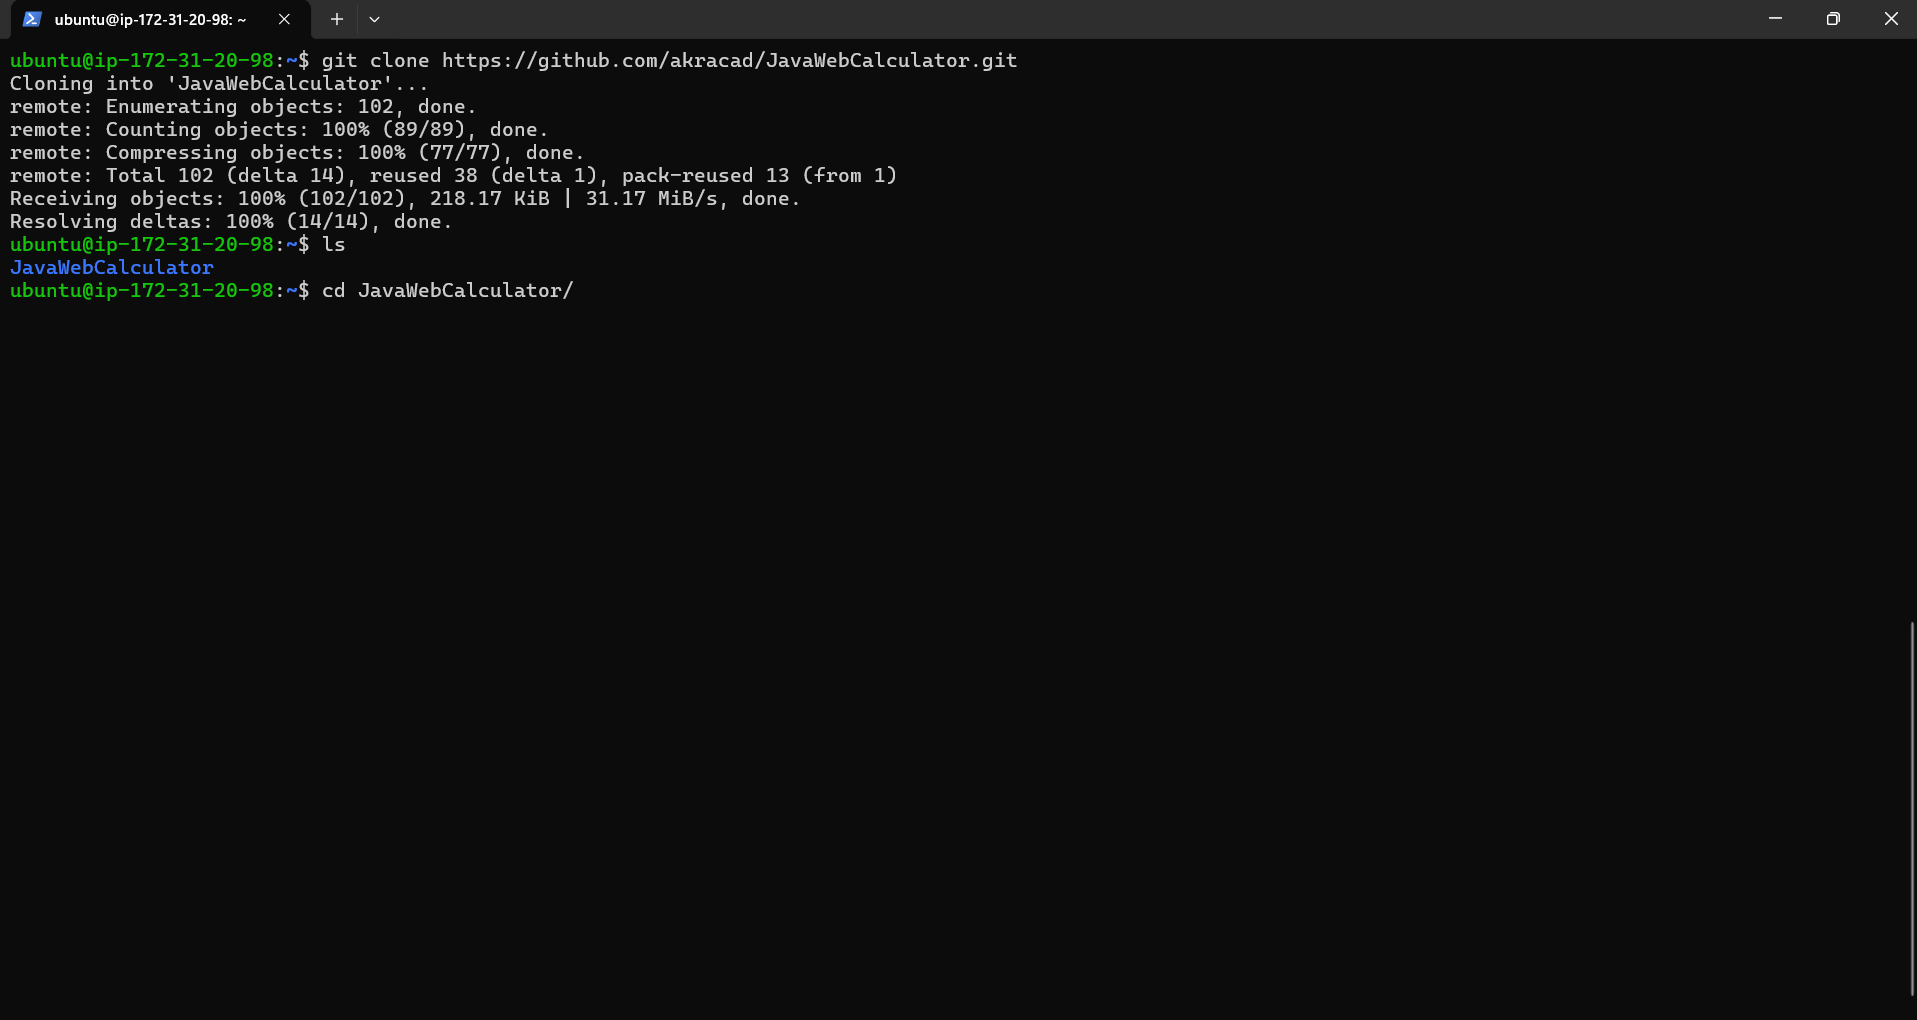 ubuntu@ip-172-31-20-98: ~
ubuntu@ip-172-31-20-98:~$ git clone https://github.com/akracad/JavaWebCalculator.git
Cloning into 'JavaWebCalculator'...
remote: Enumerating objects: 102, done.
remote: Counting objects: 100% (89/89), done.
remote: Compressing objects: 100% (77/77), done.
remote: Total 102 (delta 14), reused 38 (delta 1), pack-reused 13 (from 1)
Receiving objects: 100% (102/102), 218.17 KiB | 31.17 MiB/s, done.
Resolving deltas: 100% (14/14), done.
ubuntu@ip-172-31-20-98:~$ ls
JavaWebCalculator
ubuntu@ip-172-31-20-98:~$ cd JavaWebCalculator/